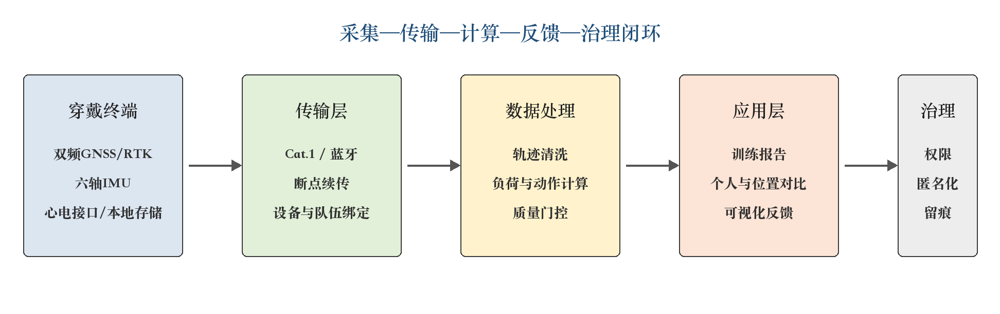 采集—传输—计算—反馈—治理闭环
穿戴终端
双频GNSS/RTK
六轴IMU
心电接口/本地存储
传输层
Cat.1 / 蓝牙
断点续传
设备与队伍绑定
数据处理
轨迹清洗
负荷与动作计算
质量门控
应用层
训练报告
个人与位置对比
可视化反馈
治理
权限
匿名化
留痕